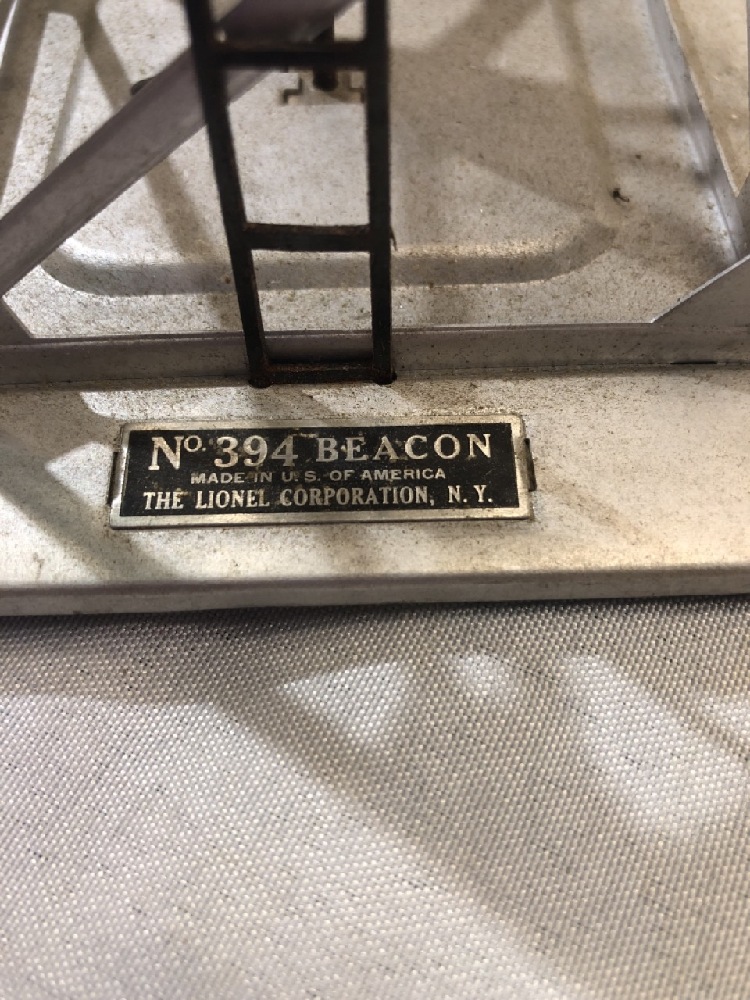 No. 394 BEACON
MADE IN U.S. OF AMERICA
THE LIONEL CORPORATION, N.Y.